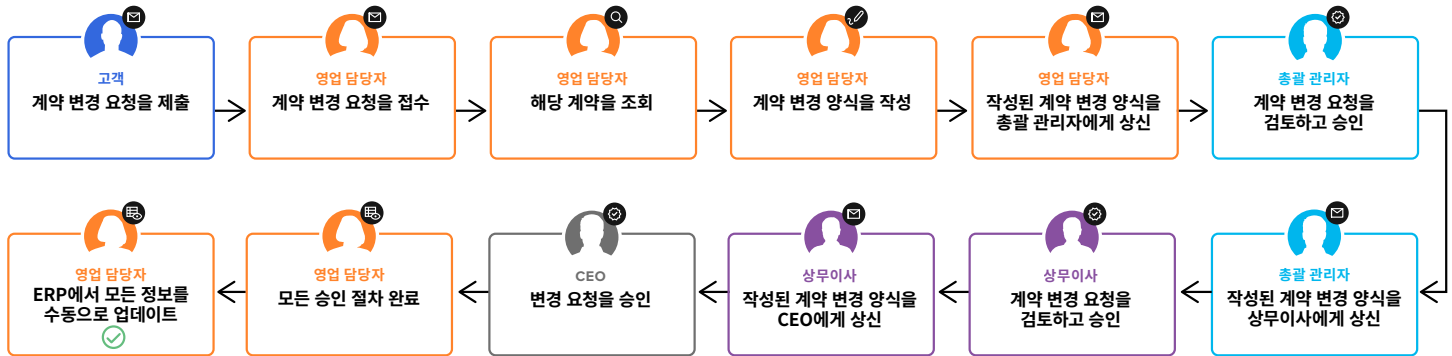 고객
계약 변경 요청을 제출
영업 담당자
계약 변경 요청을 접수
영업 담당자
해당 계약을 조회
영업 담당자
계약 변경 양식을 작성
영업 담당자
작성된 계약 변경 양식을
총괄 관리자에게 상신
총괄 관리자
계약 변경 요청을
검토하고 승인
총괄 관리자
작성된 계약 변경 양식을
상무이사에게 상신
상무이사
계약 변경 요청을
검토하고 승인
상무이사
작성된 계약 변경 양식을
CEO에게 상신
CEO
변경 요청을 승인
영업 담당자
모든 승인 절차 완료
영업 담당자
ERP에서 모든 정보를
수동으로 업데이트